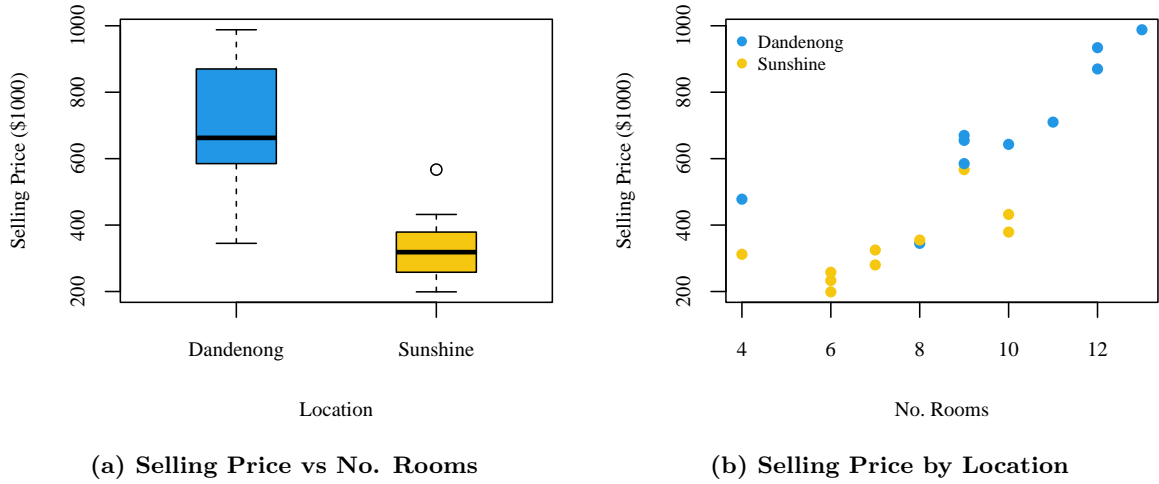 Selling Price ($1000)
200
400
600
800
1000
Dandenong
Sunshine
Location
(a) Selling Price vs No. Rooms
Selling Price ($1000)
200
400
600
800
1000
Dandenong
Sunshine
4
6
8
10
12
No. Rooms
(b) Selling Price by Location